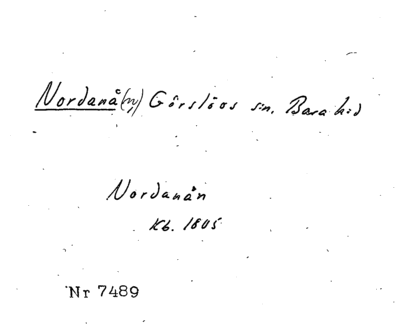 Nordanå(n) Görslövs sn. Bara hd
Nordanån
Kb. 1805
Nr 7489